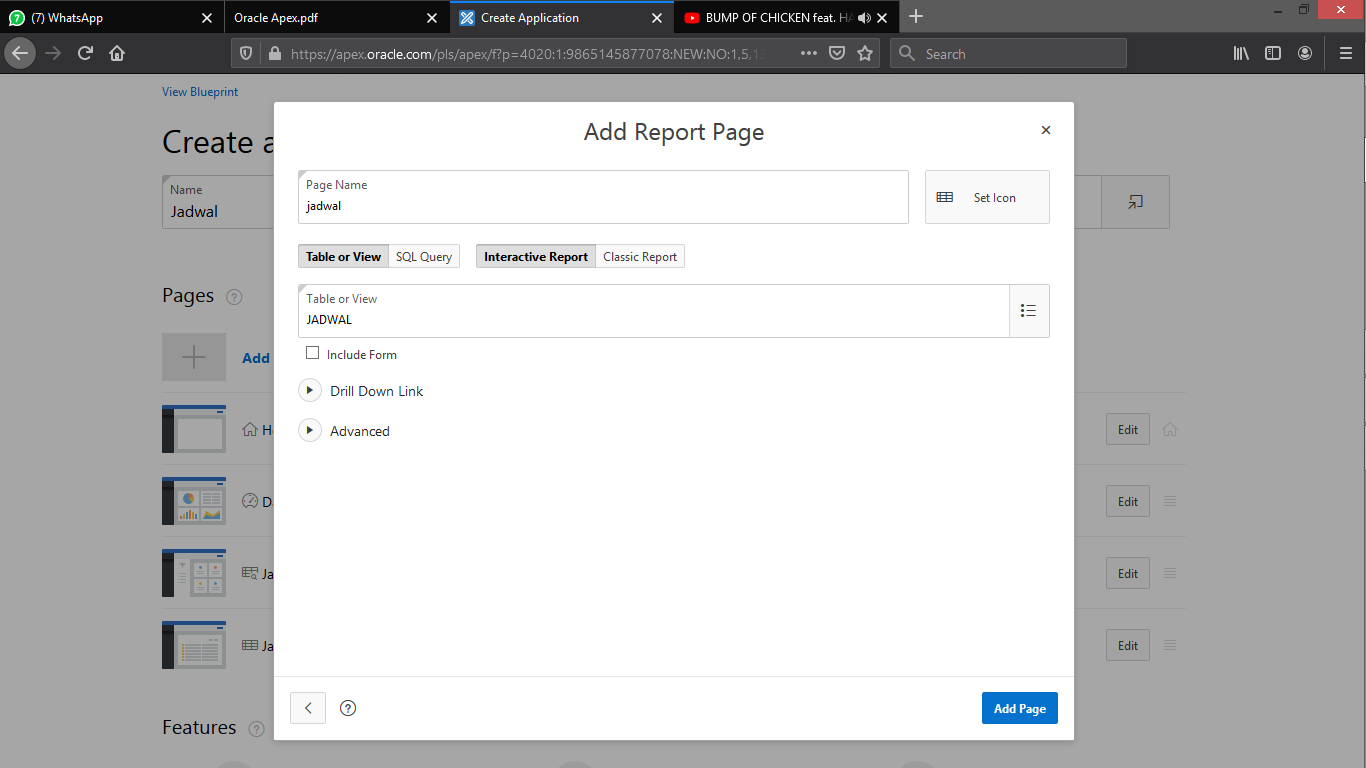 (7) WhatsApp
Oracle Apex.pdf
Create Application
BUMP OF CHICKEN feat. HA
https://apex.oracle.com/pls/apex/f?p=4020:1:9865145877078:NEW:NO:1,5,1
Search
View Blueprint
Create a
Name
Jadwal
Pages
Add
H
D
Ja
Ja
Edit
Edit
Edit
Edit
Features
Add Report Page
Page Name
jadwal
Set Icon
Table or View SQL Query Interactive Report Classic Report
Table or View
JADWAL
Include Form
Drill Down Link
Advanced
Add Page